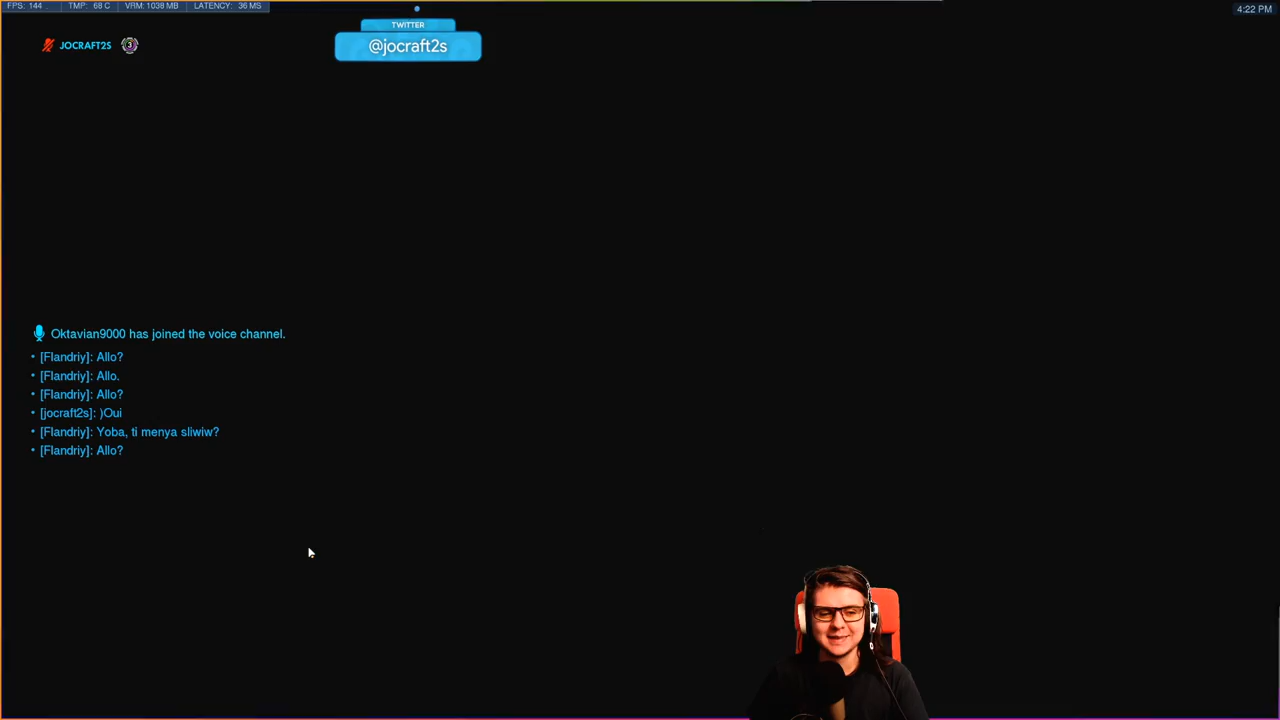 FPS: 144 TMP: 68 C VRM: 1038 MB LATENCY: 36 MS
4:22 PM
TWITTER
@jocraft2s
JOCRAFT2S 3
Oktavian9000 has joined the voice channel.
• [Flandriy]: Allo?
• [Flandriy]: Allo.
• [Flandriy]: Allo?
• [jocraft2s]: )Oui
• [Flandriy]: Yoba, ti menya sliwiw?
• [Flandriy]: Allo?